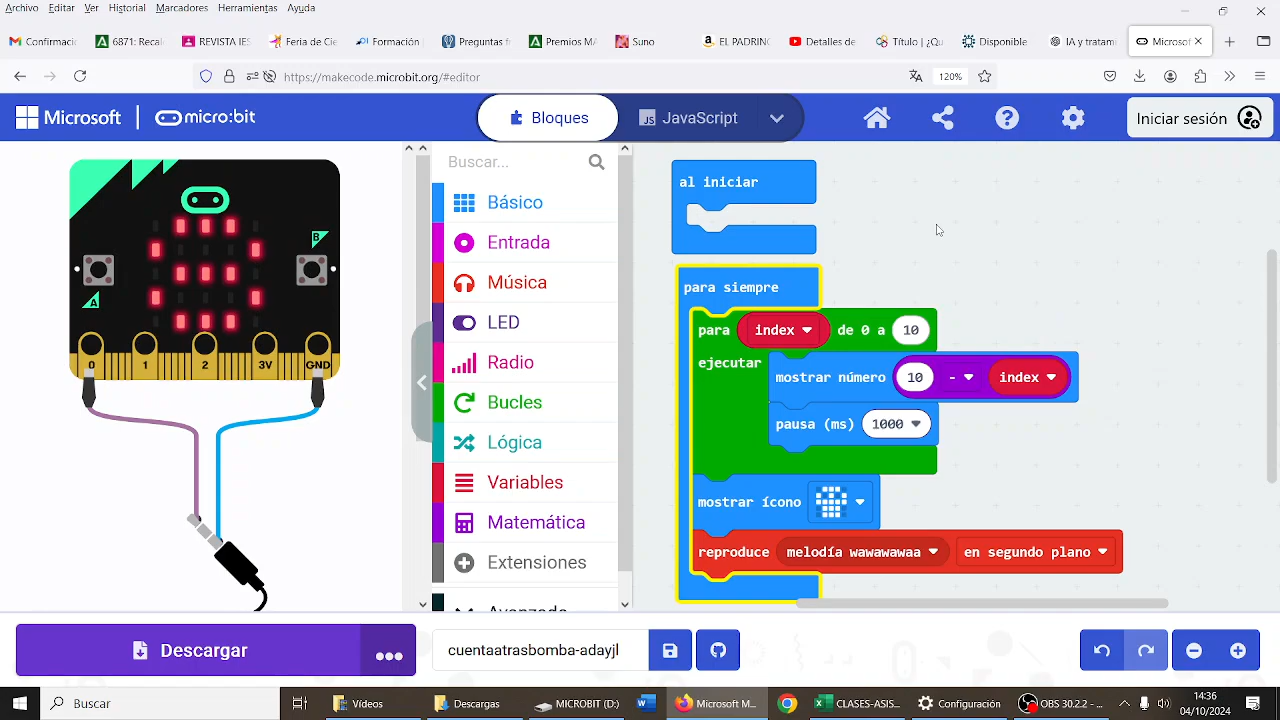 Archivo Editar Ver Historial Marcadores Herramientas Ayuda
Confirmaci 6871: Reca REVISTA IES Feria de Cie Formación Preguntas f Premios MA Suno EL PADRIN Detalles de Título | ¿Qu Disponible IA y tratam Microsof
https://makecode.microbit.org/#editor 120%
Microsoft micro:bit Bloques JavaScript Iniciar sesión
Buscar...
Básico
Entrada
Música
LED
Radio
Bucles
Lógica
Variables
Matemática
Extensiones
Avanzado
A
B
0 1 2 3V GND
al iniciar
para siempre
para index de 0 a 10
ejecutar mostrar número 10 - index
pausa (ms) 1000
mostrar ícono
reproduce melodía wawawawaa en segundo plano
Descargar cuentaatrasbomba-adayjl
Buscar Vídeos Descargas MICROBIT (D:) Microsoft M... CLASES-ASIS... Configuración OBS 30.2.2 - ... 14:36
04/10/2024